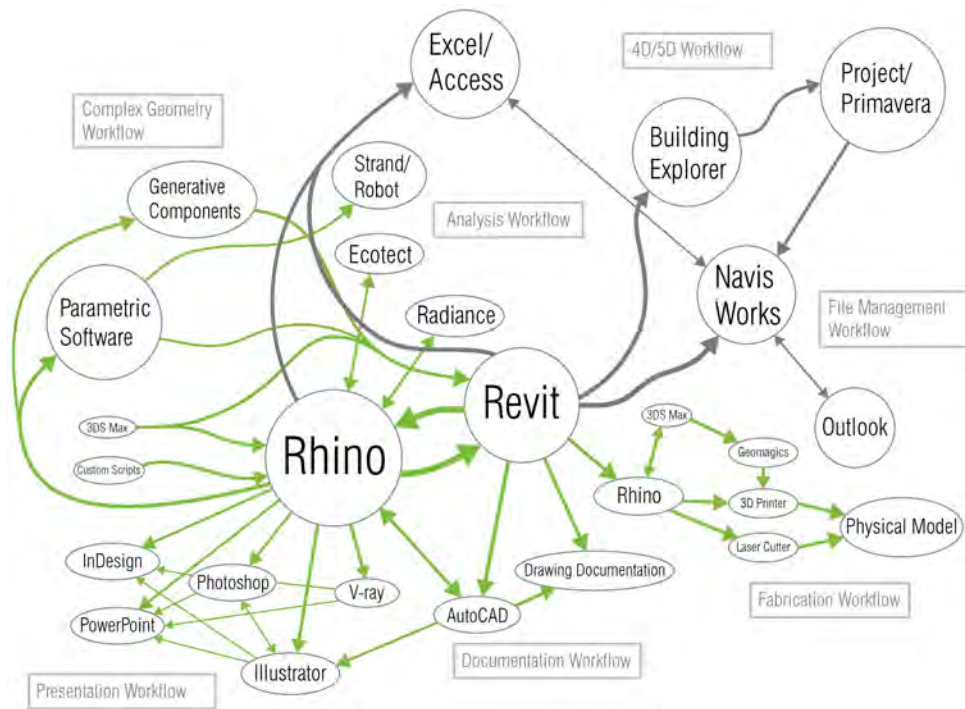 Excel/
Access
4D/5D Workflow
Project/
Primavera
Complex Geometry
Workflow
Building
Explorer
Strand/
Robot
Generative
Components
Analysis Workflow
Ecotect
Navis
Works
Parametric
Software
Radiance
File Management
Workflow
Revit
3DS Max
Rhino
3DS Max
Outlook
Custom Scripts
Geomagics
Rhino
3D Printer
Physical Model
Laser Cutter
InDesign
Photoshop
V-ray
Drawing Documentation
PowerPoint
AutoCAD
Fabrication Workflow
Illustrator
Documentation Workflow
Presentation Workflow